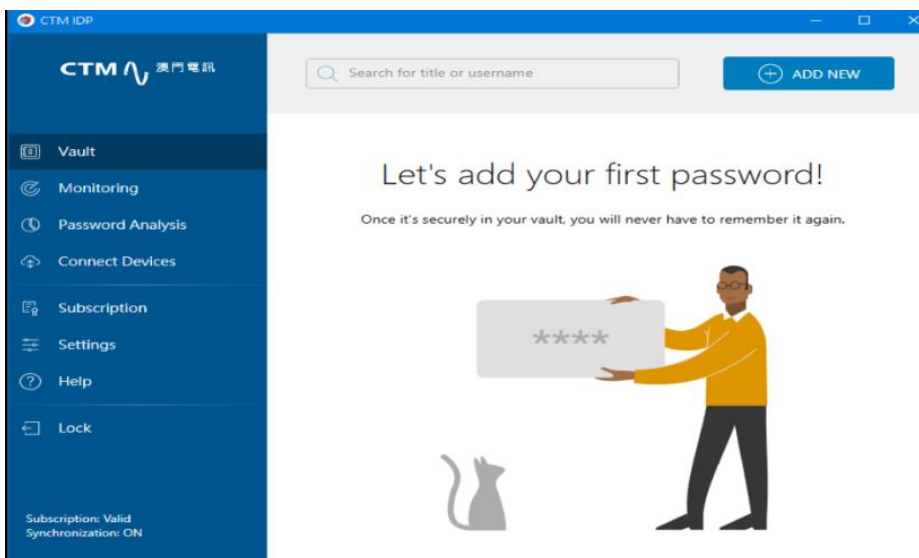 CTM IDP
CTM 澳門電訊
Search for title or username
ADD NEW
Vault
Monitoring
Password Analysis
Connect Devices
Subscription
Settings
Help
Lock
Subscription: Valid
Synchronization: ON
Let's add your first password!
Once it's securely in your vault, you will never have to remember it again.
****